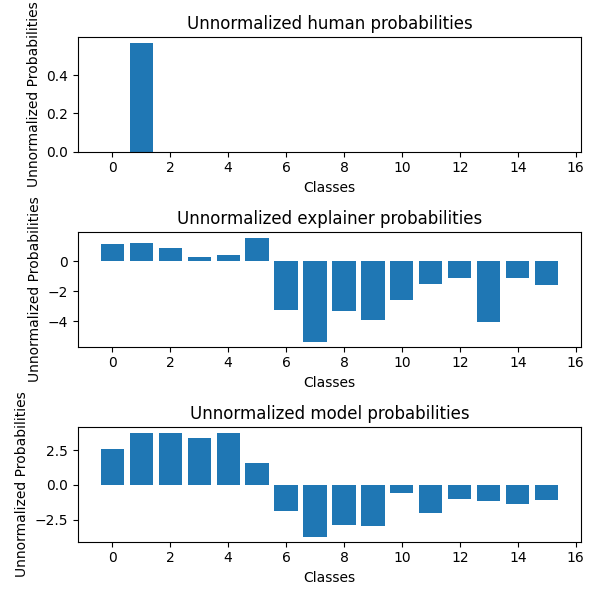 Unnormalized human probabilities
Unnormalized Probabilities
0.4
0.2
0.0
0 2 4 6 8 10 12 14 16
Classes
Unnormalized explainer probabilities
Unnormalized Probabilities
0
−2
−4
0 2 4 6 8 10 12 14 16
Classes
Unnormalized model probabilities
Unnormalized Probabilities
2.5
0.0
−2.5
0 2 4 6 8 10 12 14 16
Classes